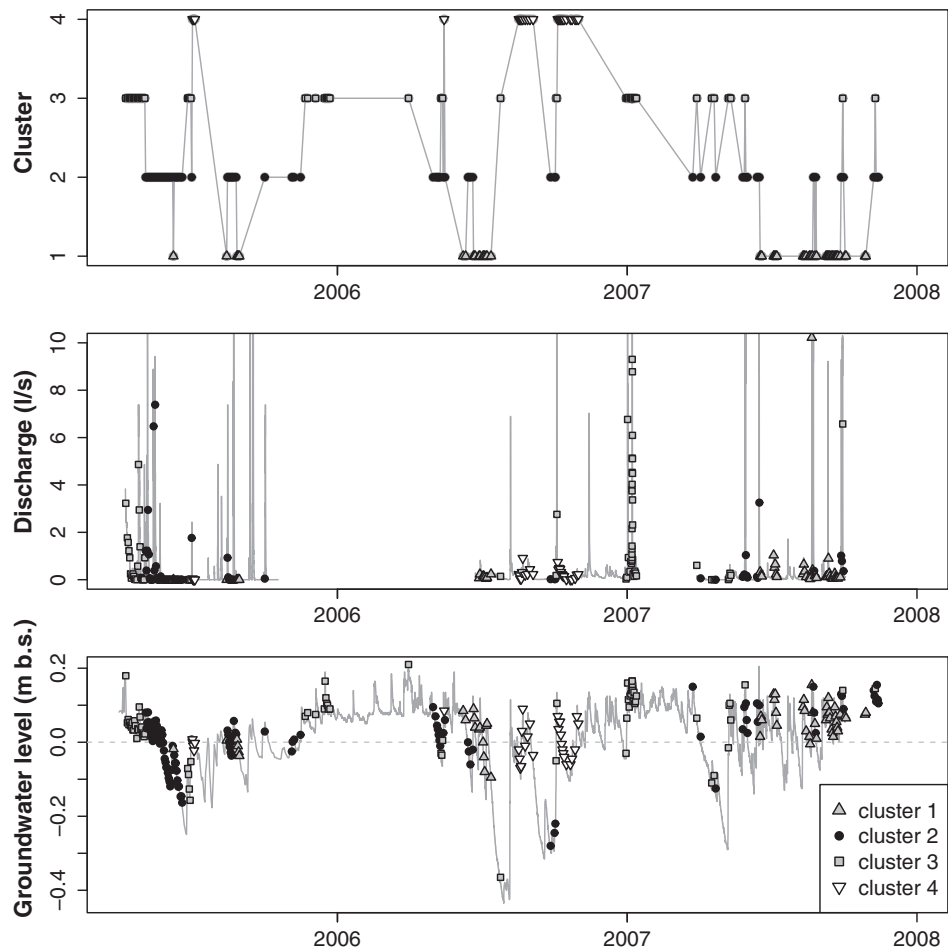 Cluster
4
3
2
1
2006 2007 2008
Discharge (l/s)
10
8
6
4
2
0
2006 2007 2008
Groundwater level (m b.s.)
0.2
0.0
−0.2
−0.4
cluster 1
cluster 2
cluster 3
cluster 4
2006 2007 2008